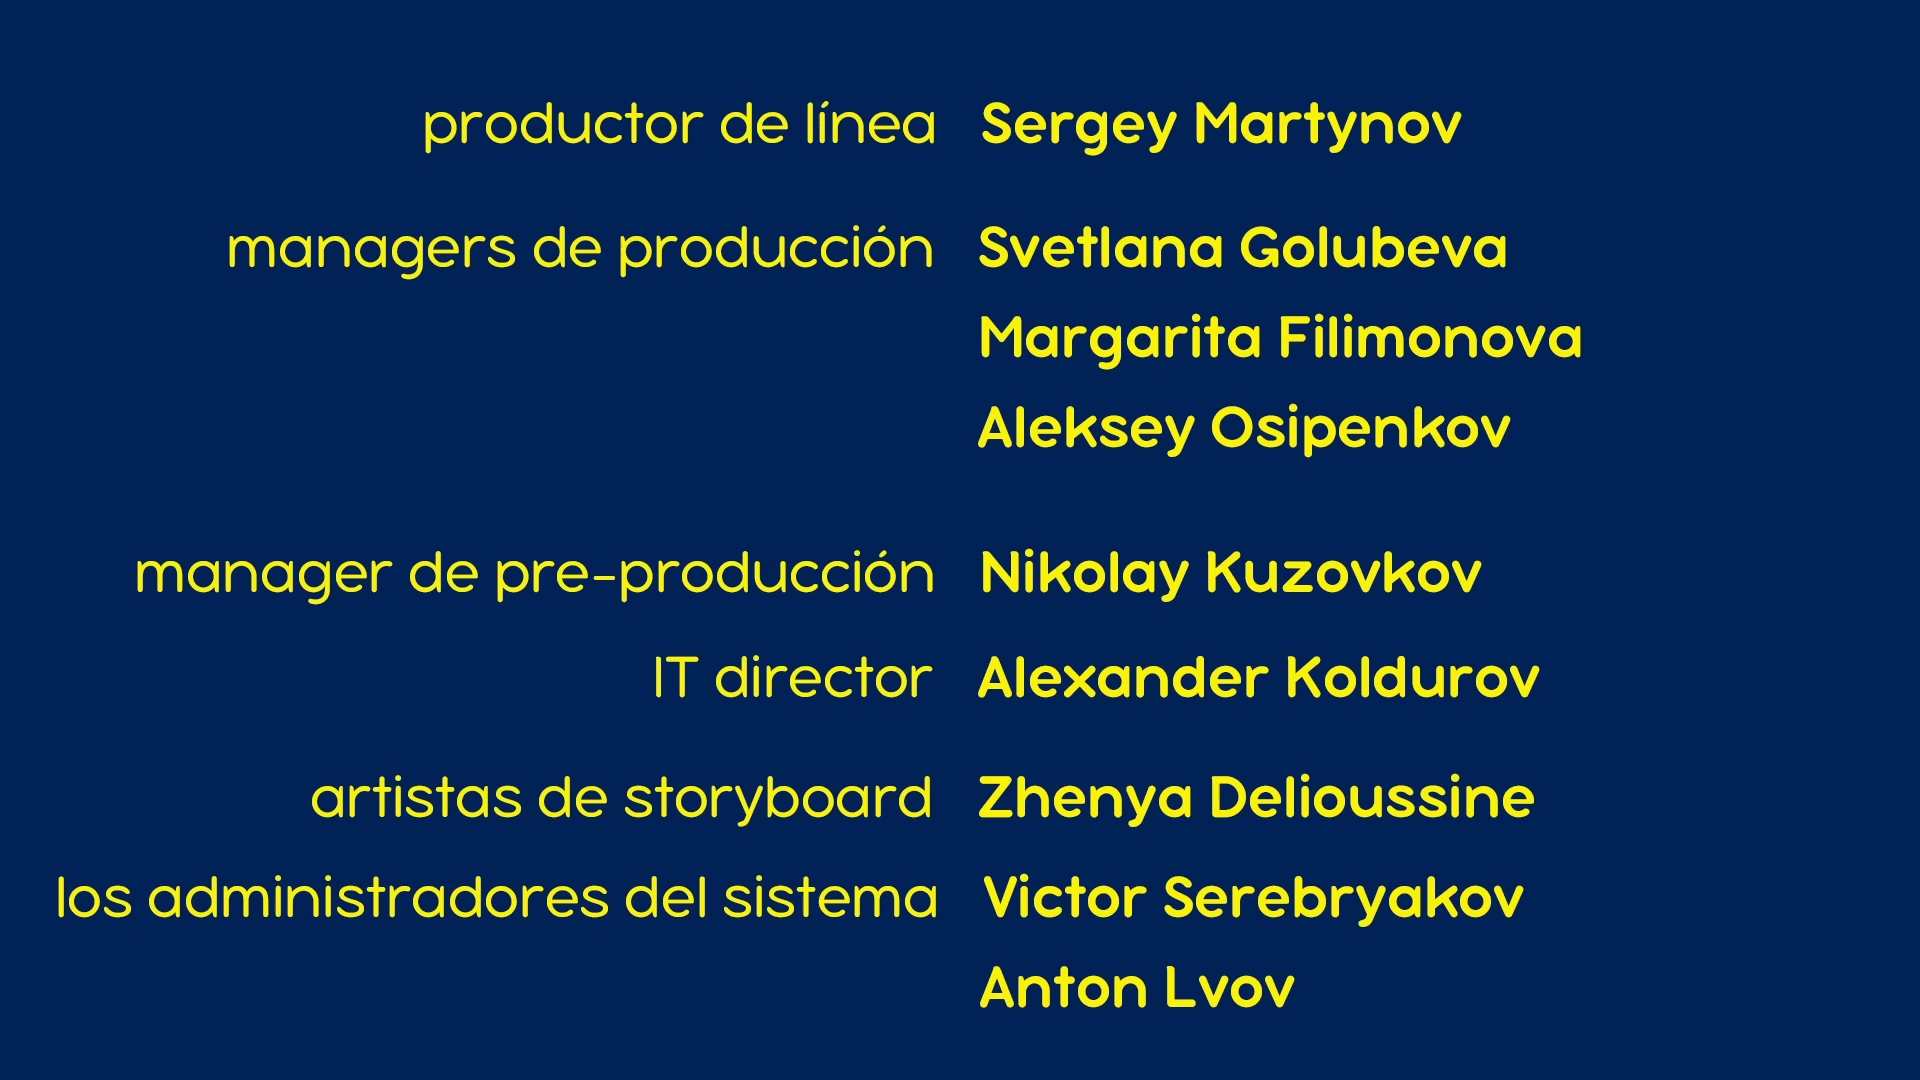 productor de línea Sergey Martynov
managers de producción Svetlana Golubeva
Margarita Filimonova
Aleksey Osipenkov
manager de pre-producción Nikolay Kuzovkov
IT director Alexander Koldurov
artistas de storyboard Zhenya Delioussine
los administradores del sistema Victor Serebryakov
Anton Lvov